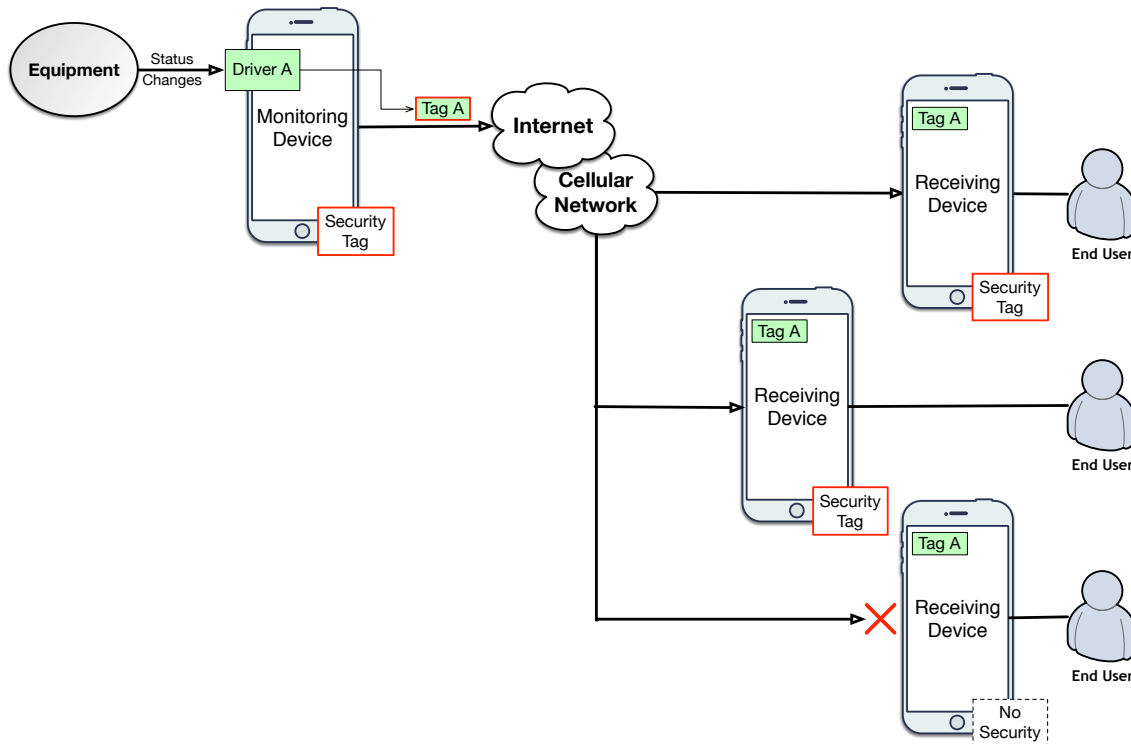 Equipment
Status
Changes
Driver A
Monitoring
Device
Security
Tag
Tag A
Internet
Cellular
Network
Tag A
Receiving
Device
Security
Tag
End User
Tag A
Receiving
Device
Security
Tag
End User
Tag A
Receiving
Device
No
Security
End User